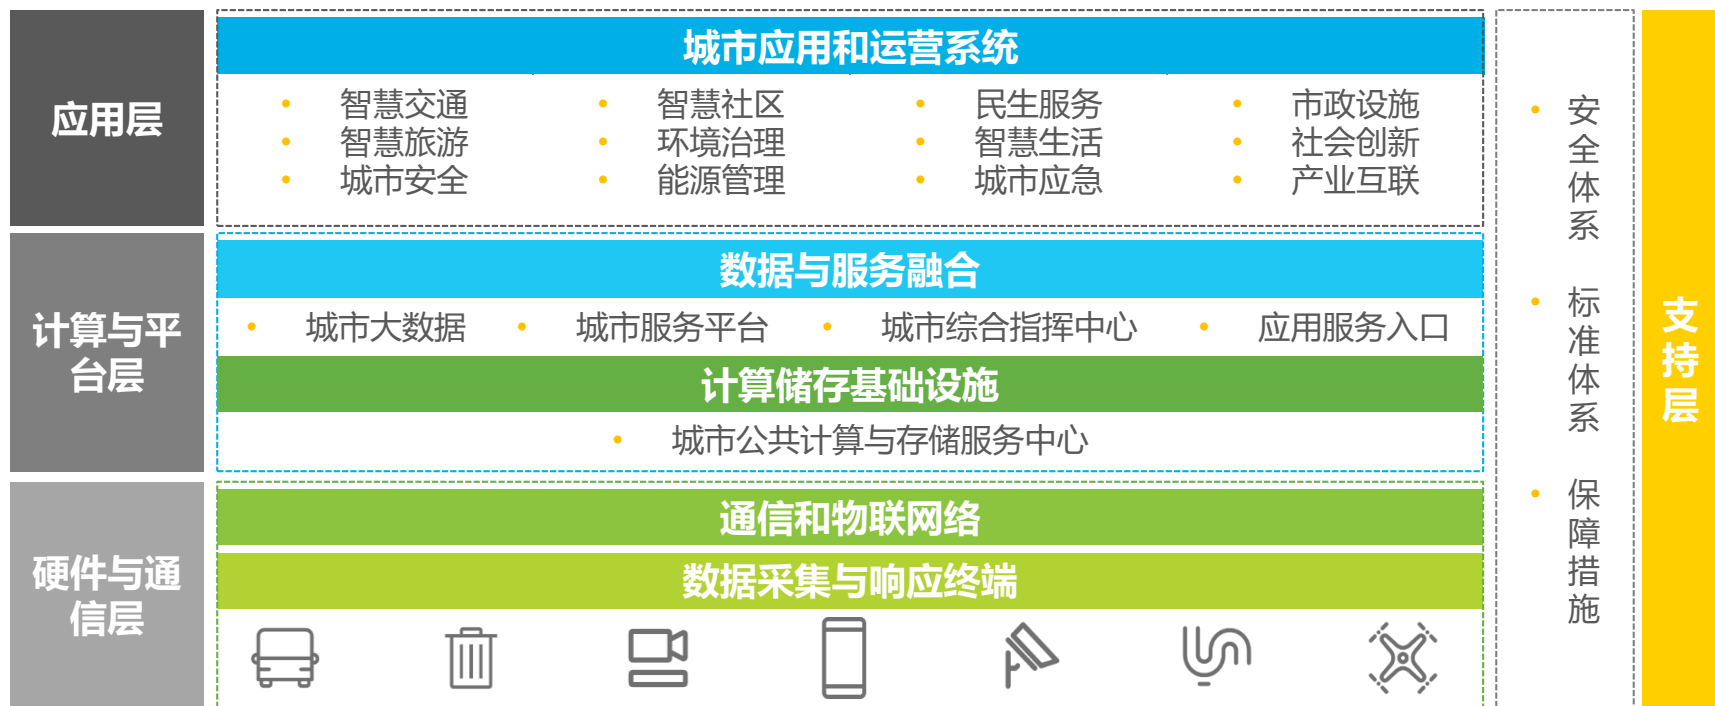 应用层
城市应用和运营系统
• 智慧交通 • 智慧社区 • 民生服务 • 市政设施
• 智慧旅游 • 环境治理 • 智慧生活 • 社会创新
• 城市安全 • 能源管理 • 城市应急 • 产业互联
计算与平
台层
数据与服务融合
• 城市大数据 • 城市服务平台 • 城市综合指挥中心 • 应用服务入口
计算储存基础设施
• 城市公共计算与存储服务中心
硬件与通
信层
通信和物联网络
数据采集与响应终端
• 安全体系
• 标准体系
• 保障措施
支持层